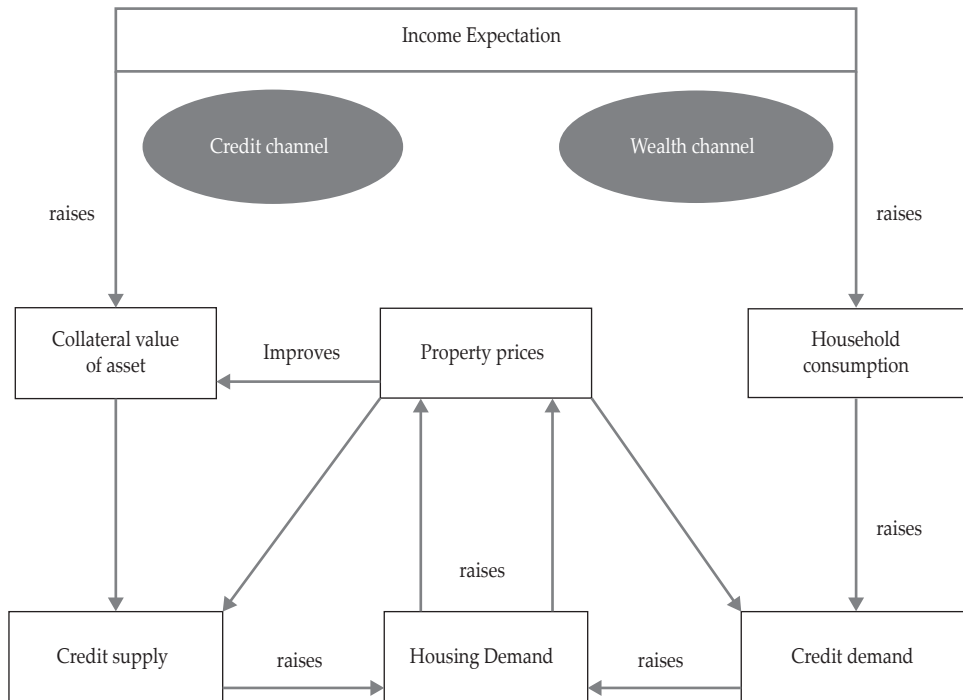 Income Expectation
Credit channel
Wealth channel
raises
raises
Collateral value
of asset
Improves
Property prices
Household
consumption
raises
raises
Credit supply
raises
Housing Demand
raises
Credit demand